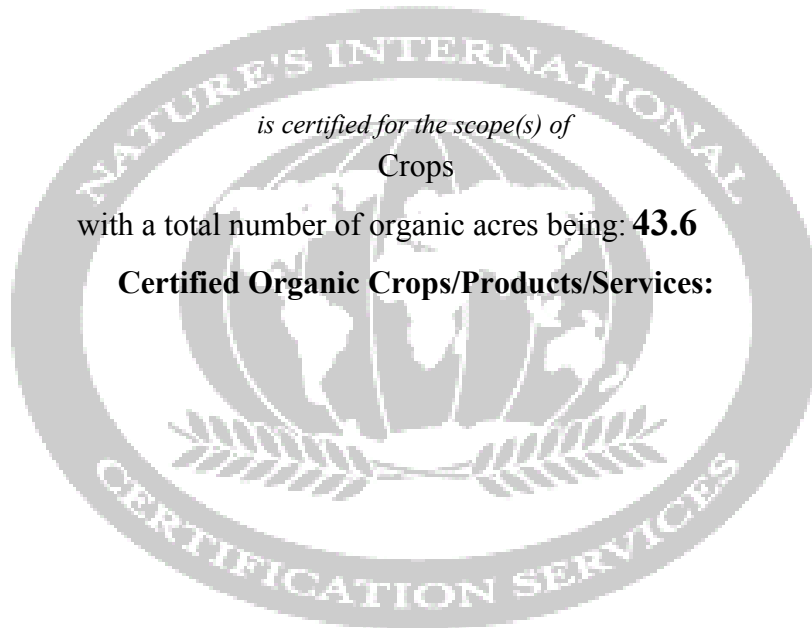 NATURE'S INTERNATIONAL
is certified for the scope(s) of
Crops
with a total number of organic acres being: 43.6
Certified Organic Crops/Products/Services:
CERTIFICATION SERVICES